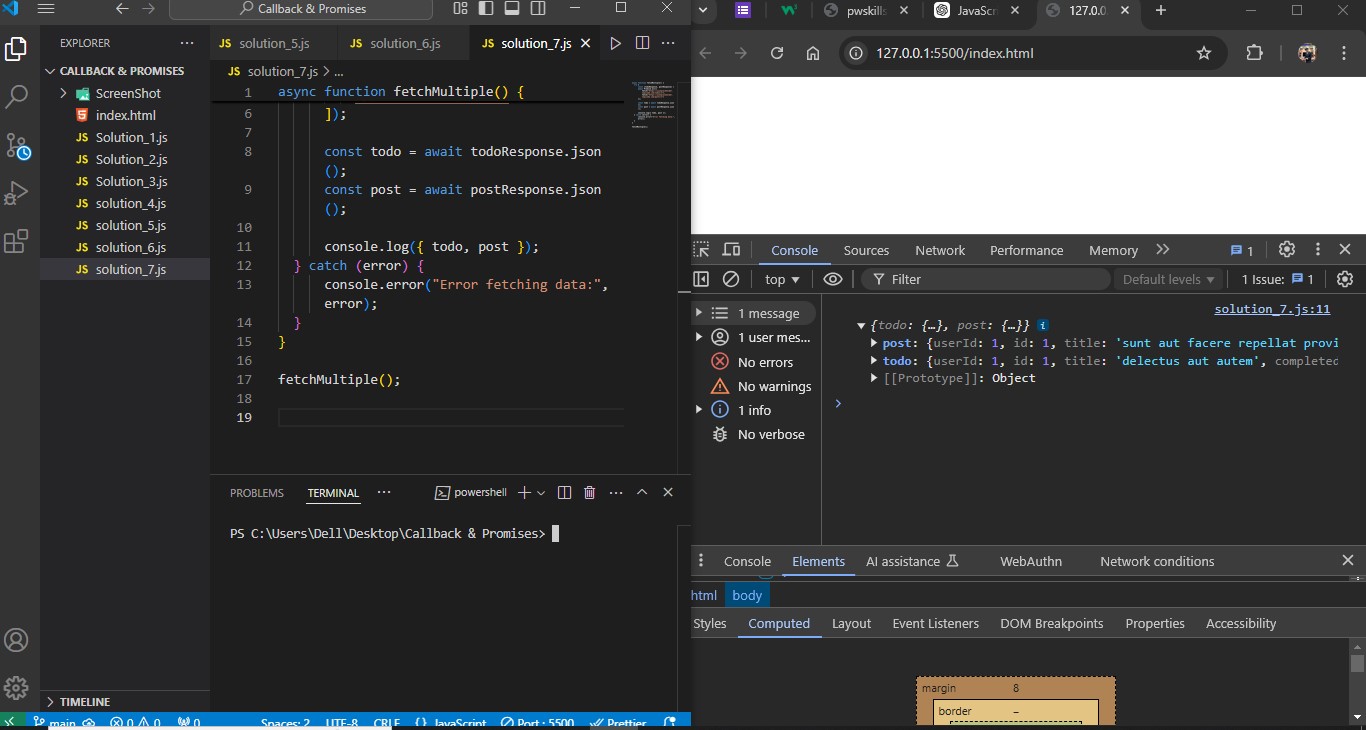 Callback & Promises
EXPLORER
CALLBACK & PROMISES
ScreenShot
index.html
JS Solution_1.js
JS Solution_2.js
JS Solution_3.js
JS solution_4.js
JS solution_5.js
JS solution_6.js
JS solution_7.js
TIMELINE
JS solution_5.js JS solution_6.js JS solution_7.js
JS solution_7.js > ...
1 async function fetchMultiple() {
6 ]);
7
8 const todo = await todoResponse.json
();
9 const post = await postResponse.json
();
10
11 console.log({ todo, post });
12 } catch (error) {
13 console.error("Error fetching data:",
error);
14 }
15 }
16
17 fetchMultiple();
18
19
PROBLEMS TERMINAL ... powershell
PS C:\Users\Dell\Desktop\Callback & Promises>
main 0 0 0 Spaces: 2 UTF-8 CRLF {} JavaScript Port : 5500 Prettier
pwskills JavaScr 127.0.0.
127.0.0.1:5500/index.html
Console Sources Network Performance Memory 1
top Filter Default levels 1 Issue: 1
1 message
1 user mes...
No errors
No warnings
1 info
No verbose
solution_7.js:11
{todo: {…}, post: {…}} i
post: {userId: 1, id: 1, title: 'sunt aut facere repellat provi
todo: {userId: 1, id: 1, title: 'delectus aut autem', completed
[[Prototype]]: Object
Console Elements AI assistance WebAuthn Network conditions
html body
Styles Computed Layout Event Listeners DOM Breakpoints Properties Accessibility
margin 8
border –